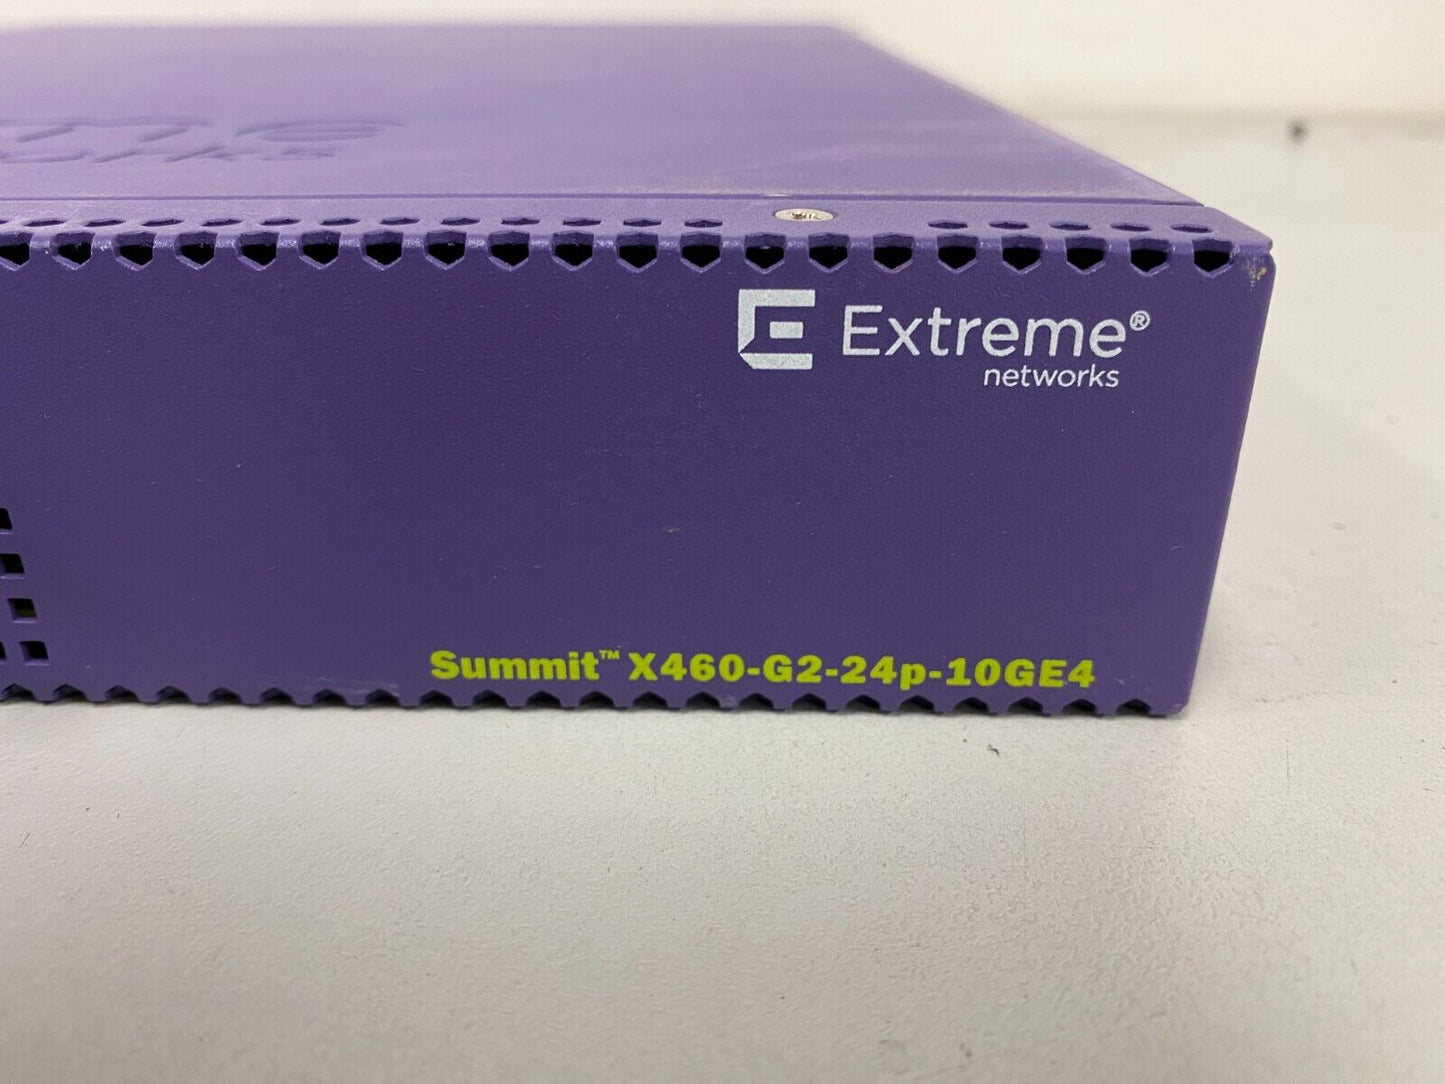 Extreme®
networks
Summit™ X460-G2-24p-10GE4